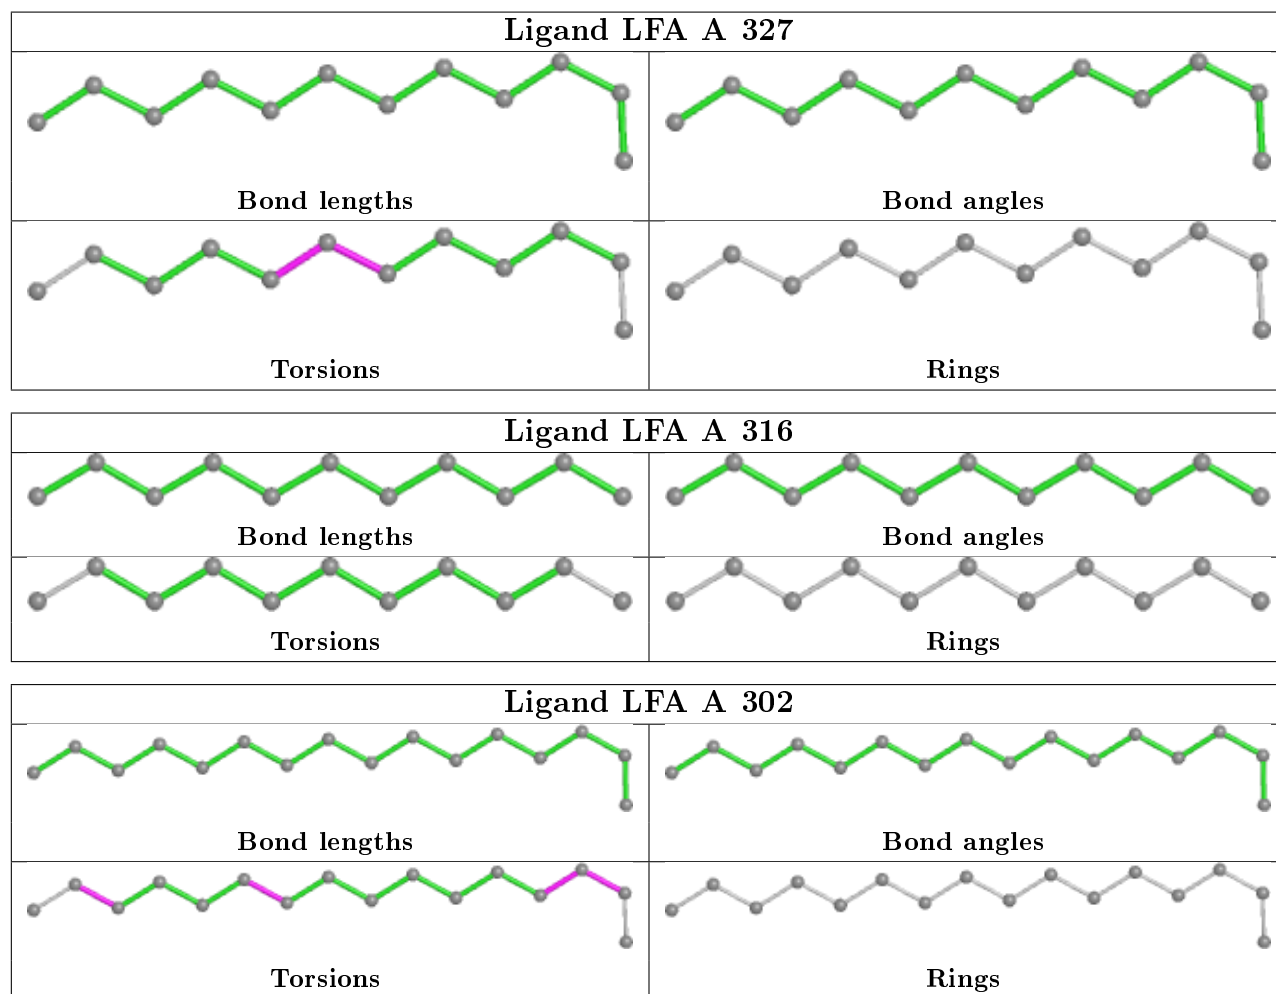 Ligand LFA A 327
Bond lengths
Bond angles
Torsions
Rings
Ligand LFA A 316
Bond lengths
Bond angles
Torsions
Rings
Ligand LFA A 302
Bond lengths
Bond angles
Torsions
Rings